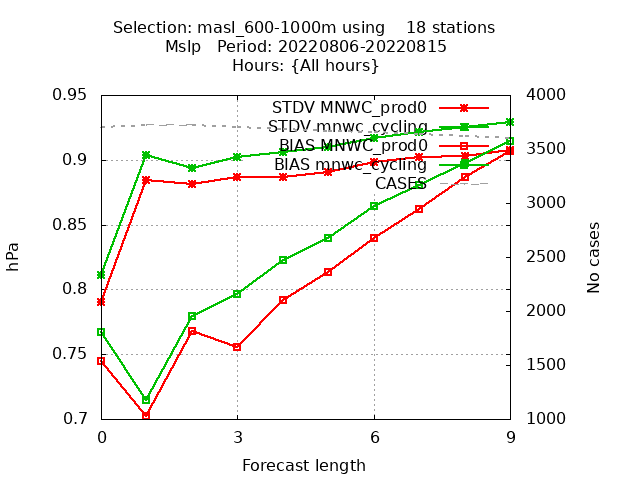 Selection: masl_600-1000m using    18 stations
Mslp   Period: 20220806-20220815
Hours: {All hours}
0.95
0.9
0.85
0.8
0.75
0.7
hPa
STDV MNWC_prod0
STDV mnwc_cycling
BIAS MNWC_prod0
BIAS mnwc_cycling
CASES
4000
3500
3000
2500
2000
1500
1000
No cases
0
3
6
9
Forecast length